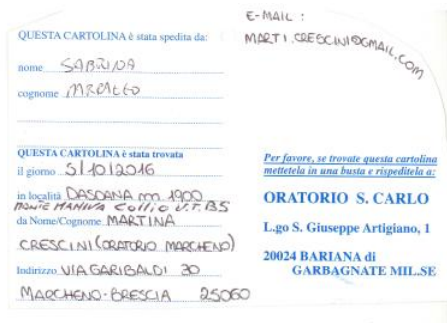 E-MAIL :
MARTI.CRESCINI@GMAIL.COM
QUESTA CARTOLINA è stata spedita da:
nome SABRINA
cognome
QUESTA CARTOLINA è stata trovata
il giorno 5/10/2016
in località DASDANA m 1900
MONTE MANIVA COLLIO V.T. BS
da Nome/Cognome MARTINA
CRESCINI (ORATORIO MARCHENO)
Indirizzo VIA GARIBALDI 30
MARCHENO-BRESCIA 25060
Per favore, se trovate questa cartolina
mettetela in una busta e rispeditela a:
ORATORIO S. CARLO
L.go S. Giuseppe Artigiano, 1
20024 BARIANA di
GARBAGNATE MIL.SE